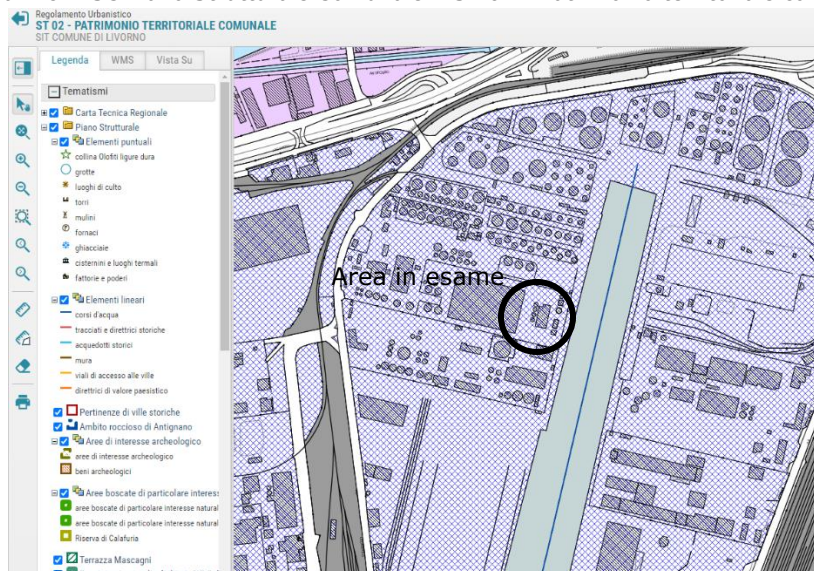 Regolamento Urbanistico
ST 02 - PATRIMONIO TERRITORIALE COMUNALE
SIT COMUNE DI LIVORNO
Legenda WMS Vista Su
Tematismi
Carta Tecnica Regionale
Piano Strutturale
Elementi puntuali
collina Olofiti ligure dura
grotte
luoghi di culto
torri
mulini
fornaci
ghiacciaie
cisternini e luoghi termali
fattorie e poderi
Elementi lineari
corsi d'acqua
tracciati e direttrici storiche
acquedotti storici
mura
viali di accesso alle ville
direttrici di valore paesistico
Pertinenze di ville storiche
Ambito roccioso di Antignano
Aree di interesse archeologico
aree di interesse archeologico
beni archeologici
Aree boscate di particolare interes
aree boscate di particolare interesse natural
aree boscate di particolare interesse natural
Riserva di Calafuria
Terrazza Mascagni
Area in esame